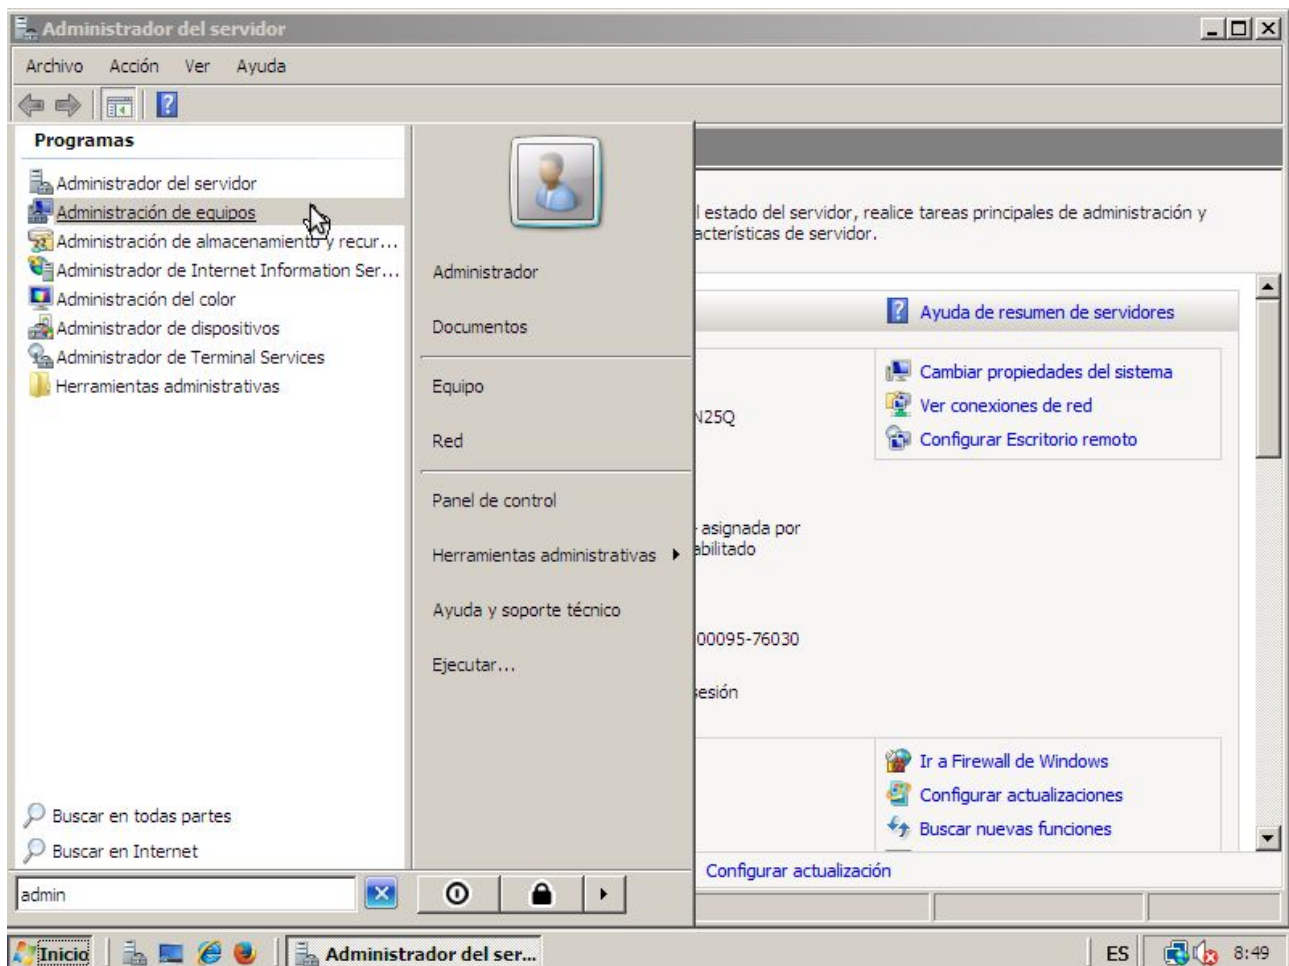 Administrador del servidor
Archivo Acción Ver Ayuda
Programas
Administrador del servidor
Administración de equipos
Administración de almacenamiento y recur...
Administrador de Internet Information Ser...
Administración del color
Administrador de dispositivos
Administrador de Terminal Services
Herramientas administrativas
Buscar en todas partes
Buscar en Internet
admin
Administrador
Documentos
Equipo
Red
Panel de control
Herramientas administrativas
Ayuda y soporte técnico
Ejecutar...
l estado del servidor, realice tareas principales de administración y
acterísticas de servidor.
Ayuda de resumen de servidores
Cambiar propiedades del sistema
Ver conexiones de red
N25Q
Configurar Escritorio remoto
asignada por
abilitado
00095-76030
sesión
Ir a Firewall de Windows
Configurar actualizaciones
Buscar nuevas funciones
Configurar actualización
Inicio
Administrador del ser...
ES
8:49